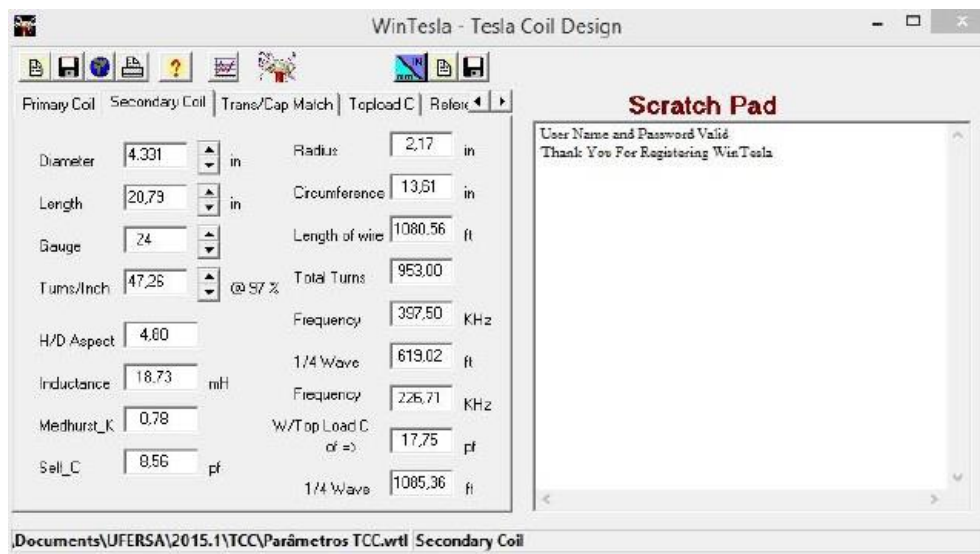 WinTesla - Tesla Coil Design
Primary Coil Secondary Coil Trans/Cap Match Topload C
Diameter 4.331 in
Length 20,79 in
Gauge 24
Turns/Inch 47,26 @ 97 %
H/D Aspect 4,80
Inductance 18,73 mH
Medhurst_K 0,78
Self_C 8,56 pf
Radius 2,17 in
Circumference 13,61 in
Length of wire 1080,56 ft
Total Turns 953,00
Frequency 397,50 KHz
1/4 Wave 619,02 ft
Frequency 226,71 KHz
W/Top Load C
of =) 17,75 pf
1/4 Wave 1085,36 ft
Scratch Pad
User Name and Password Valid
Thank You For Registering WinTesla
\Documents\UFERSA\2015.1\TCC\Parâmetros TCC.wtl Secondary Coil